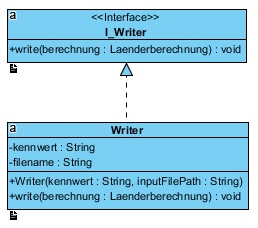 a
<<Interface>>
I_Writer
+write(berechnung : Laenderberechnung) : void
a
Writer
-kennwert : String
-filename : String
+Writer(kennwert : String, inputFilePath : String)
+write(berechnung : Laenderberechnung) : void